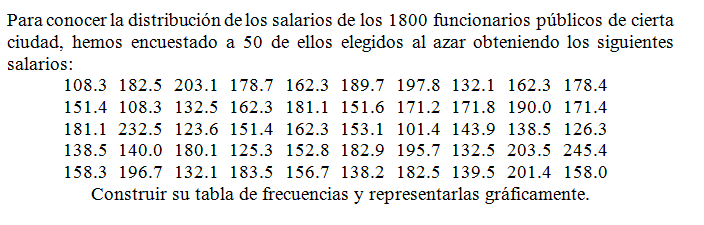 Para conocer la distribución de los salarios de los 1800 funcionarios públicos de cierta
ciudad, hemos encuestado a 50 de ellos elegidos al azar obteniendo los siguientes
salarios:
108.3 182.5 203.1 178.7 162.3 189.7 197.8 132.1 162.3 178.4
151.4 108.3 132.5 162.3 181.1 151.6 171.2 171.8 190.0 171.4
181.1 232.5 123.6 151.4 162.3 153.1 101.4 143.9 138.5 126.3
138.5 140.0 180.1 125.3 152.8 182.9 195.7 132.5 203.5 245.4
158.3 196.7 132.1 183.5 156.7 138.2 182.5 139.5 201.4 158.0
Construir su tabla de frecuencias y representarlas gráficamente.